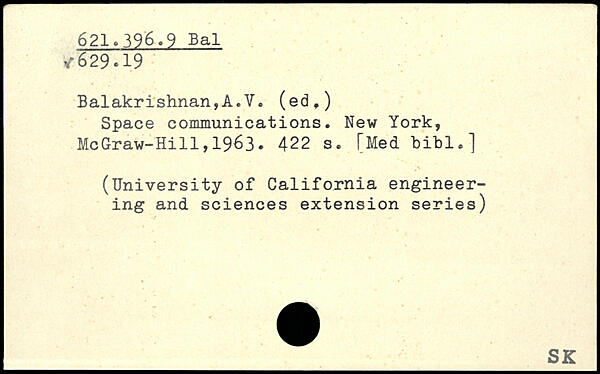 621.396.9 Bal
√629.19
Balakrishnan,A.V. (ed.)
Space communications. New York,
McGraw-Hill,1963. 422 s. [Med bibl.]
(University of California engineer-
ing and sciences extension series)
SK